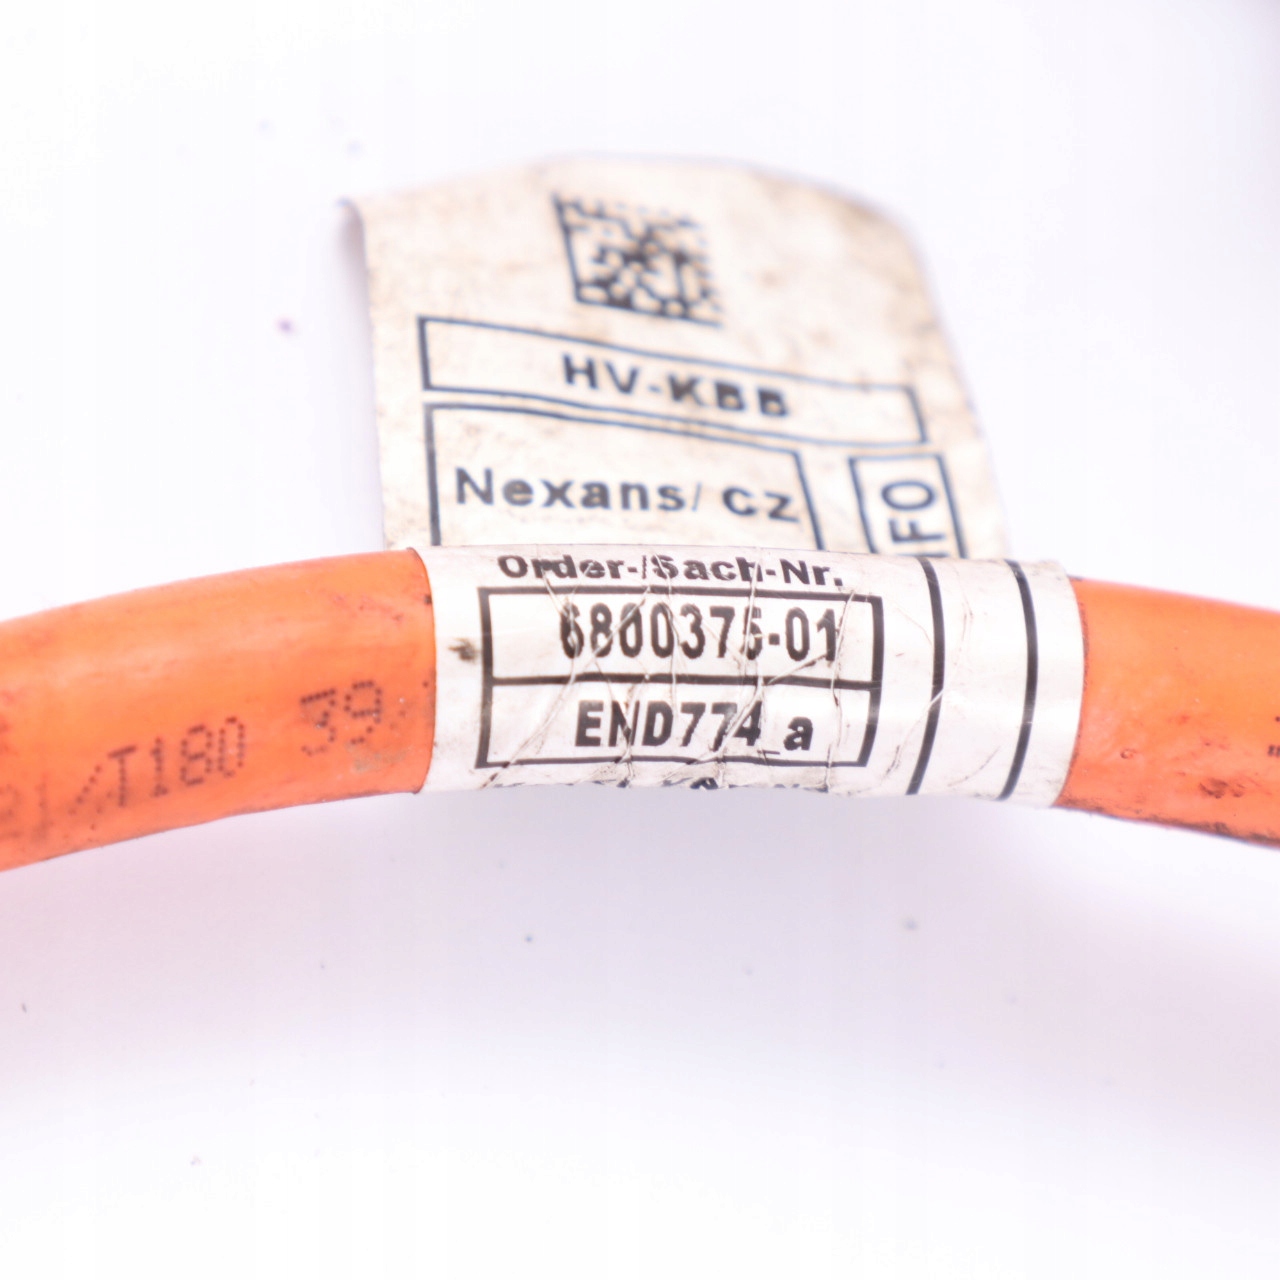 HV-KBB
Nexans/ CZ
Order-/Sach-Nr.
6800375-01
END774_a
T180 39